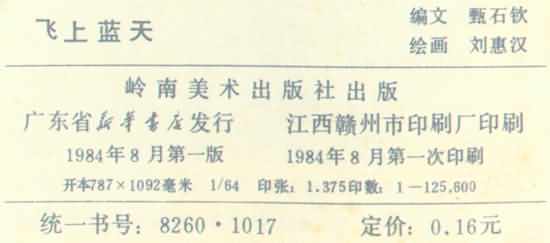 飞上蓝天
编文 甄石钦
绘画 刘惠汉
岭南美术出版社出版
广东省新华书店发行 江西赣州市印刷厂印刷
1984年8月第一版 1984年8月第一次印刷
开本787×1092毫米 1/64 印张：1.375印数：1—125,600
统一书号：8260·1017 定价：0.16元